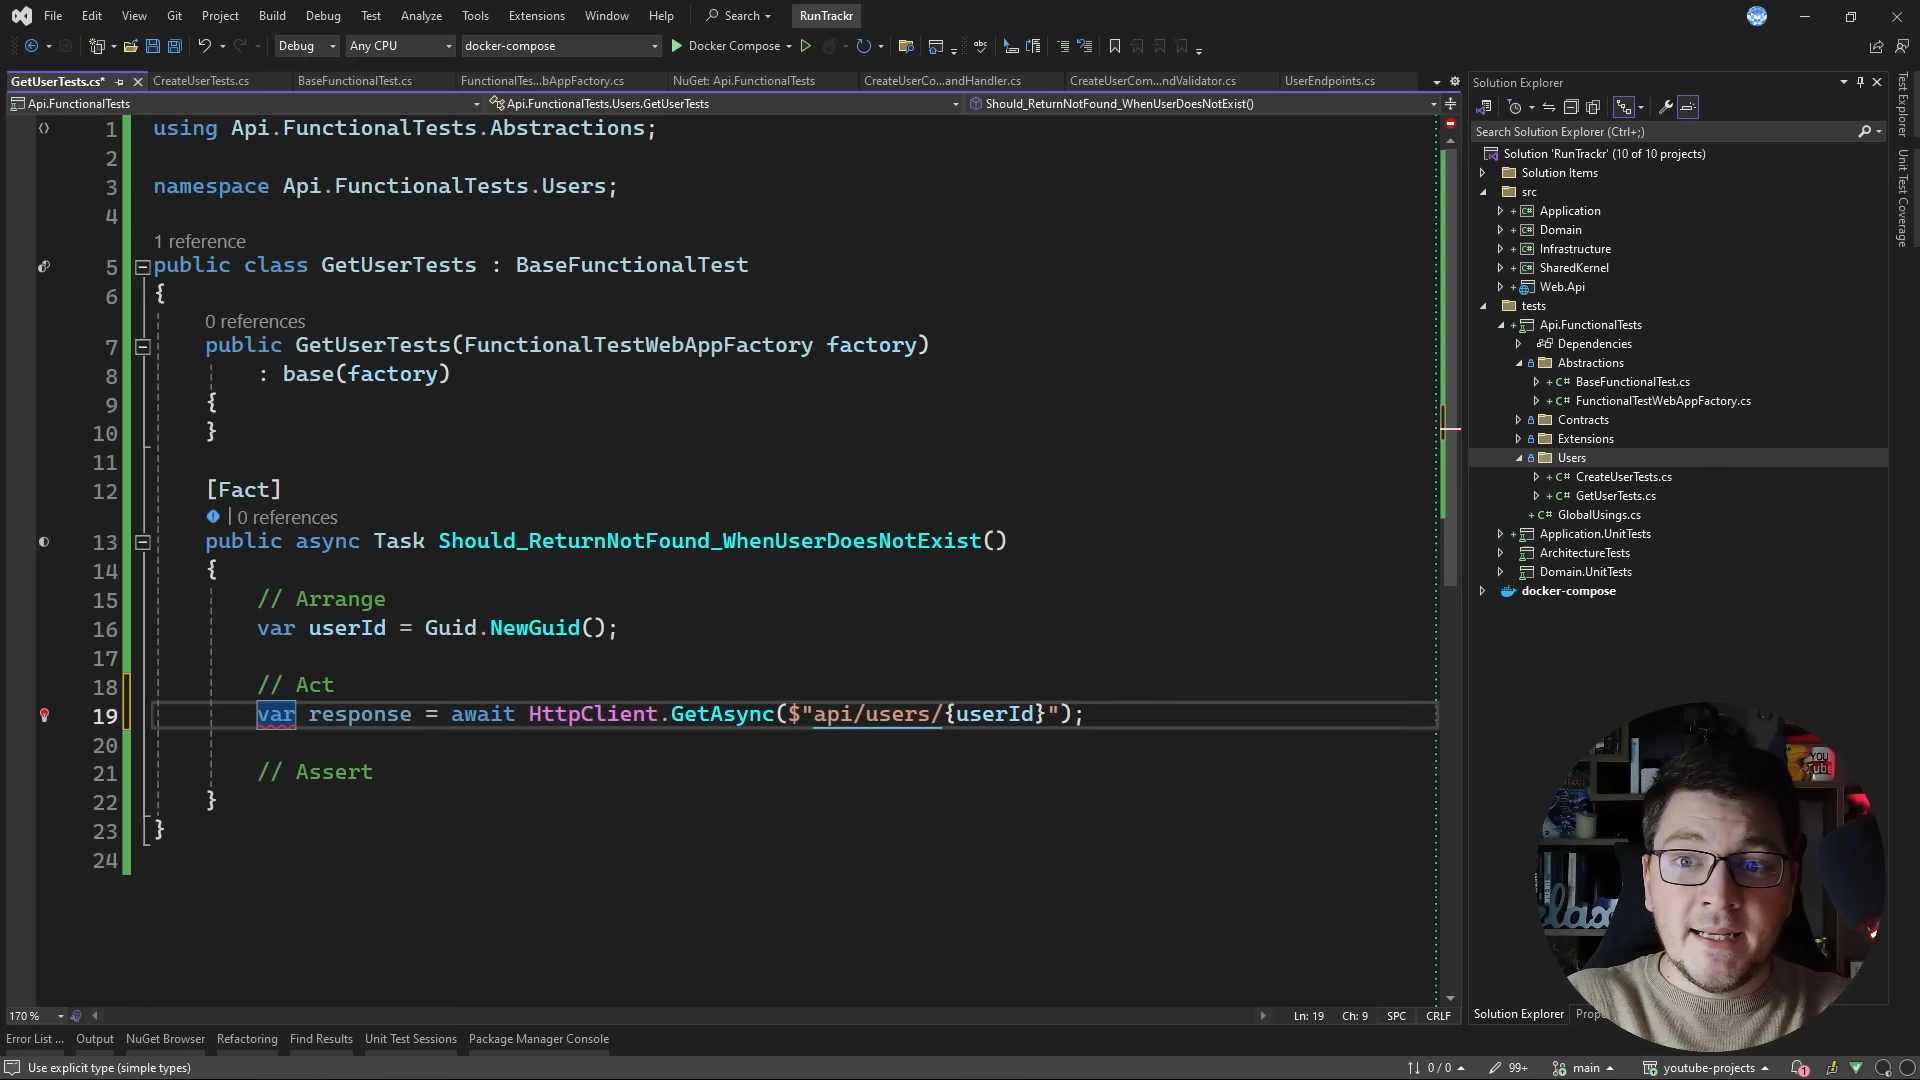 File Edit View Git Project Build Debug Test Analyze Tools Extensions Window Help Search RunTrackr
Debug Any CPU docker-compose Docker Compose
GetUserTests.cs* CreateUserTests.cs BaseFunctionalTest.cs FunctionalTes...bAppFactory.cs NuGet: Api.FunctionalTests CreateUserCo...andHandler.cs CreateUserCom...ndValidator.cs UserEndpoints.cs
Api.FunctionalTests Api.FunctionalTests.Users.GetUserTests Should_ReturnNotFound_WhenUserDoesNotExist()
1 using Api.FunctionalTests.Abstractions;
2
3 namespace Api.FunctionalTests.Users;
4
1 reference
5 public class GetUserTests : BaseFunctionalTest
6 {
0 references
7 public GetUserTests(FunctionalTestWebAppFactory factory)
8 : base(factory)
9 {
10 }
11
12 [Fact]
0 references
13 public async Task Should_ReturnNotFound_WhenUserDoesNotExist()
14 {
15 // Arrange
16 var userId = Guid.NewGuid();
17
18 // Act
19 var response = await HttpClient.GetAsync($"api/users/{userId}");
20
21 // Assert
22 }
23 }
24
170 % Ln: 19 Ch: 9 SPC CRLF
Error List ... Output NuGet Browser Refactoring Find Results Unit Test Sessions Package Manager Console
Use explicit type (simple types) 0 / 0 99+ main youtube-projects 1
Solution Explorer
Search Solution Explorer (Ctrl+;)
Solution 'RunTrackr' (10 of 10 projects)
Solution Items
src
Application
Domain
Infrastructure
SharedKernel
Web.Api
tests
Api.FunctionalTests
Dependencies
Abstractions
BaseFunctionalTest.cs
FunctionalTestWebAppFactory.cs
Contracts
Extensions
Users
CreateUserTests.cs
GetUserTests.cs
GlobalUsings.cs
Application.UnitTests
ArchitectureTests
Domain.UnitTests
docker-compose
Solution Explorer
Test Explorer
Unit Test Coverage
YOU
relax